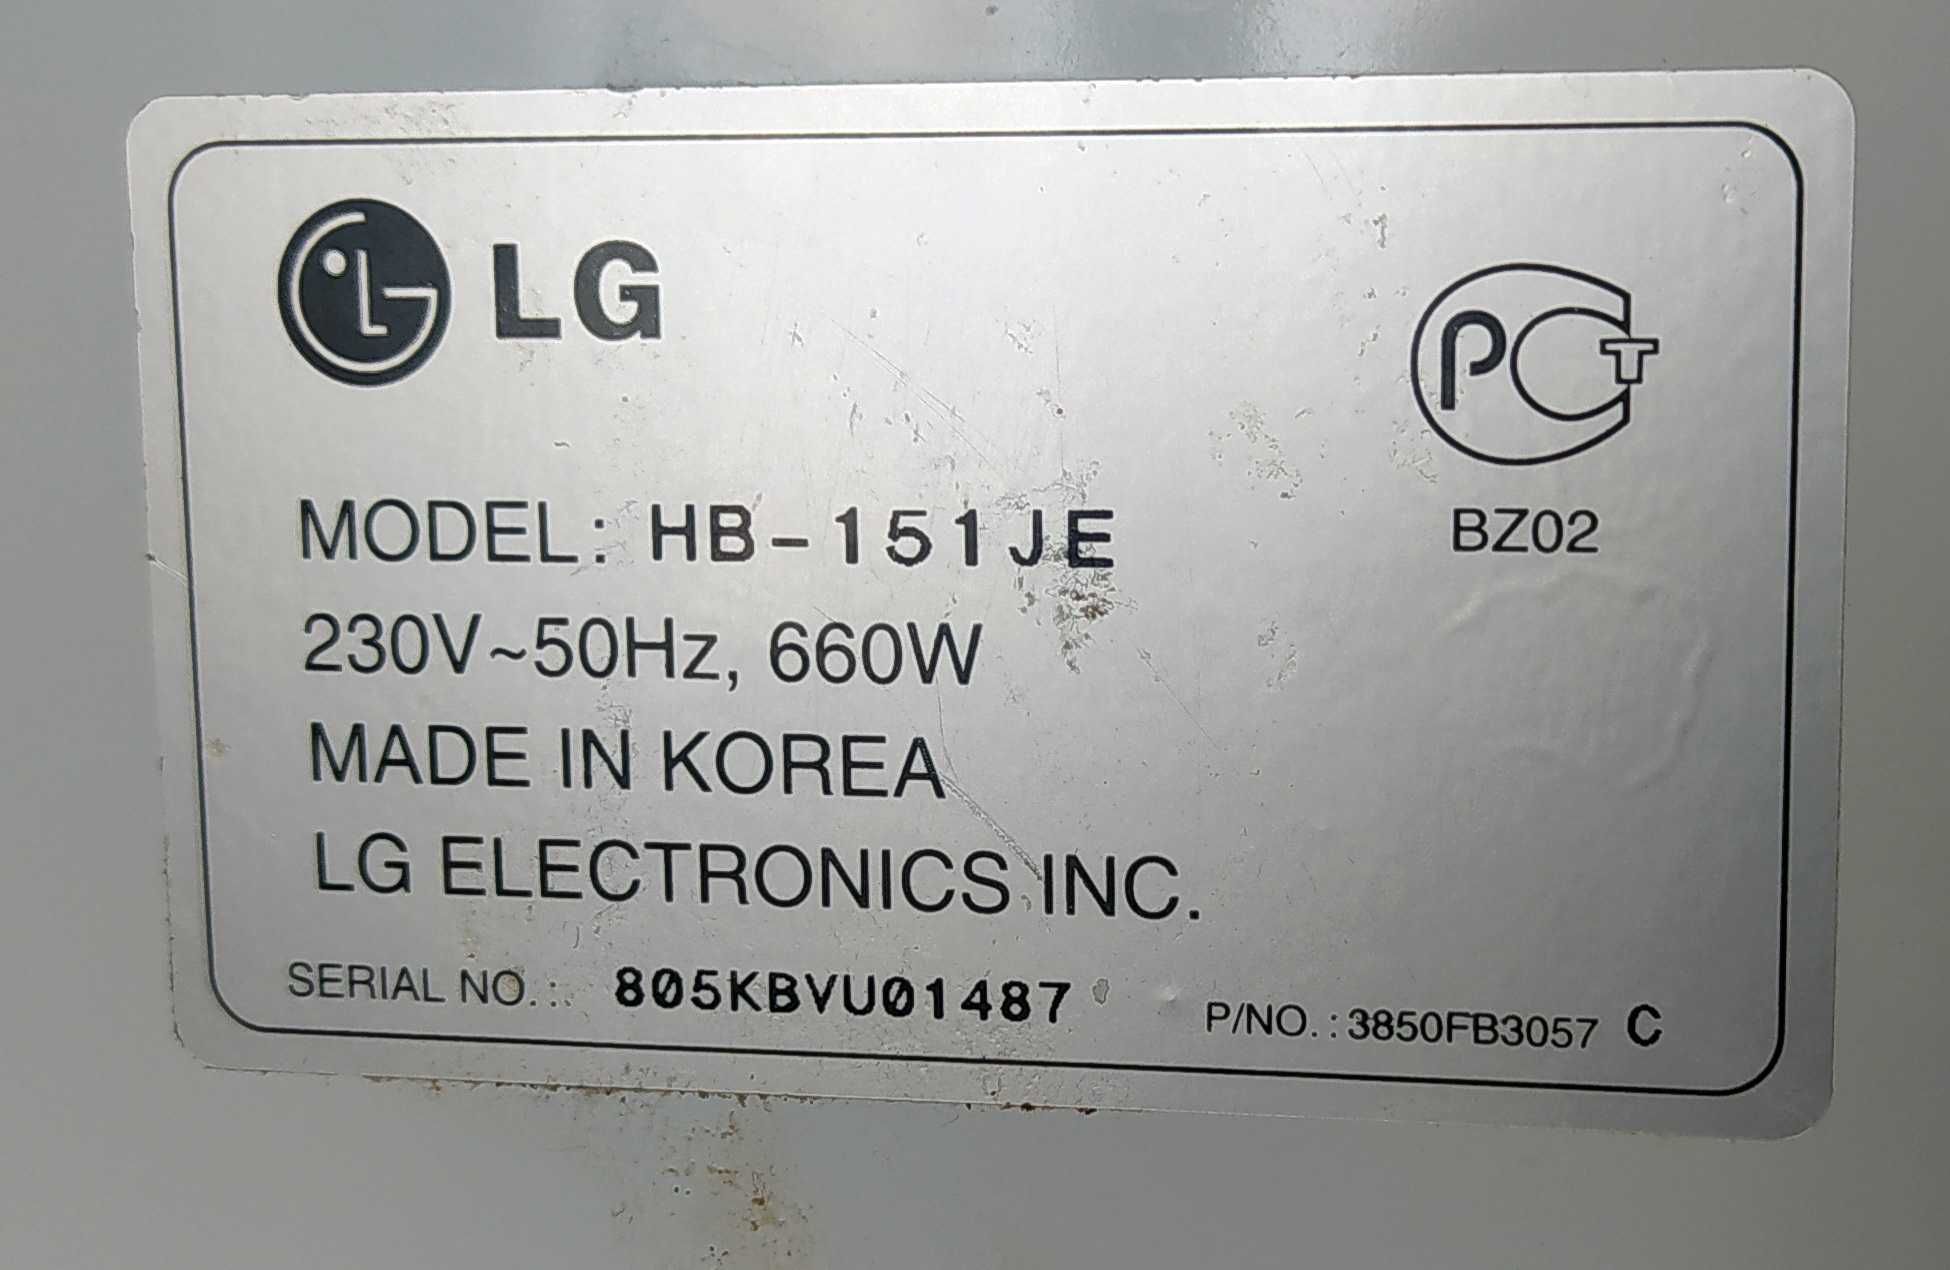 LG
РСТ
MODEL: HB-151JE
BZ02
230V~50Hz, 660W
MADE IN KOREA
LG ELECTRONICS INC.
SERIAL NO.: 805KBVU01487
P/NO.:3850FB3057 C